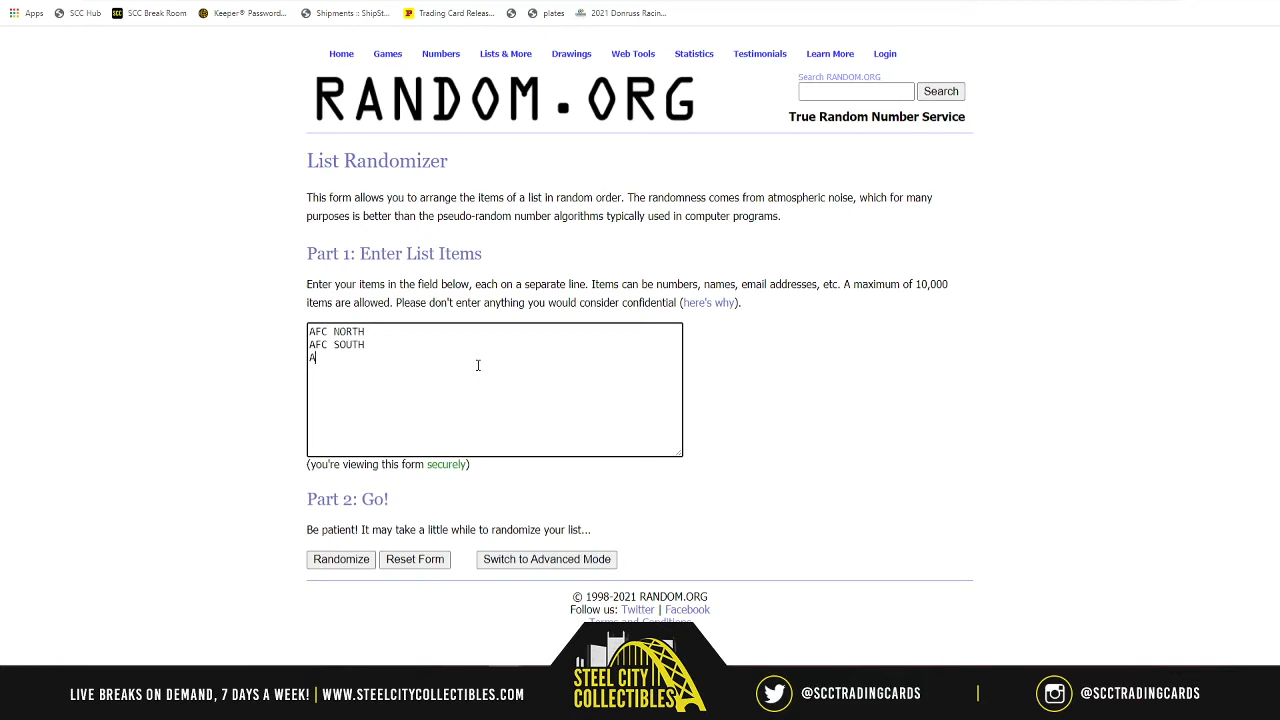 Apps SCC Hub SCC Break Room Keeper® Password... Shipments :: ShipSt... Trading Card Releas... plates 2021 Donruss Racin...
Home Games Numbers Lists & More Drawings Web Tools Statistics Testimonials Learn More Login
RANDOM.ORG
Search RANDOM.ORG
Search
True Random Number Service
List Randomizer
This form allows you to arrange the items of a list in random order. The randomness comes from atmospheric noise, which for many
purposes is better than the pseudo-random number algorithms typically used in computer programs.
Part 1: Enter List Items
Enter your items in the field below, each on a separate line. Items can be numbers, names, email addresses, etc. A maximum of 10,000
items are allowed. Please don't enter anything you would consider confidential (here's why).
AFC NORTH
AFC SOUTH
A
(you're viewing this form securely)
Part 2: Go!
Be patient! It may take a little while to randomize your list...
Randomize Reset Form Switch to Advanced Mode
© 1998-2021 RANDOM.ORG
Follow us: Twitter | Facebook
Terms and Conditions
STEEL CITY
COLLECTIBLES
LIVE BREAKS ON DEMAND, 7 DAYS A WEEK! | WWW.STEELCITYCOLLECTIBLES.COM
@SCCTRADINGCARDS | @SCCTRADINGCARDS